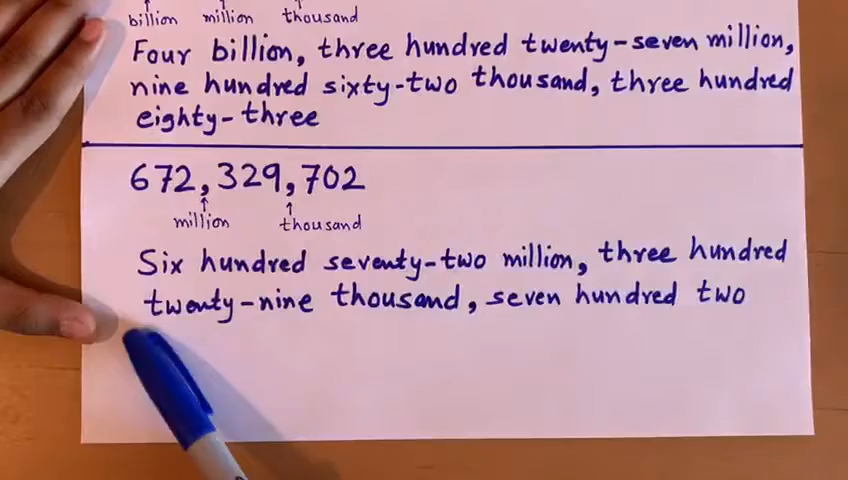 billion million thousand
Four billion, three hundred twenty-seven million,
nine hundred sixty-two thousand, three hundred
eighty-three
672,329,702
million thousand
Six hundred seventy-two million, three hundred
twenty-nine thousand, seven hundred two